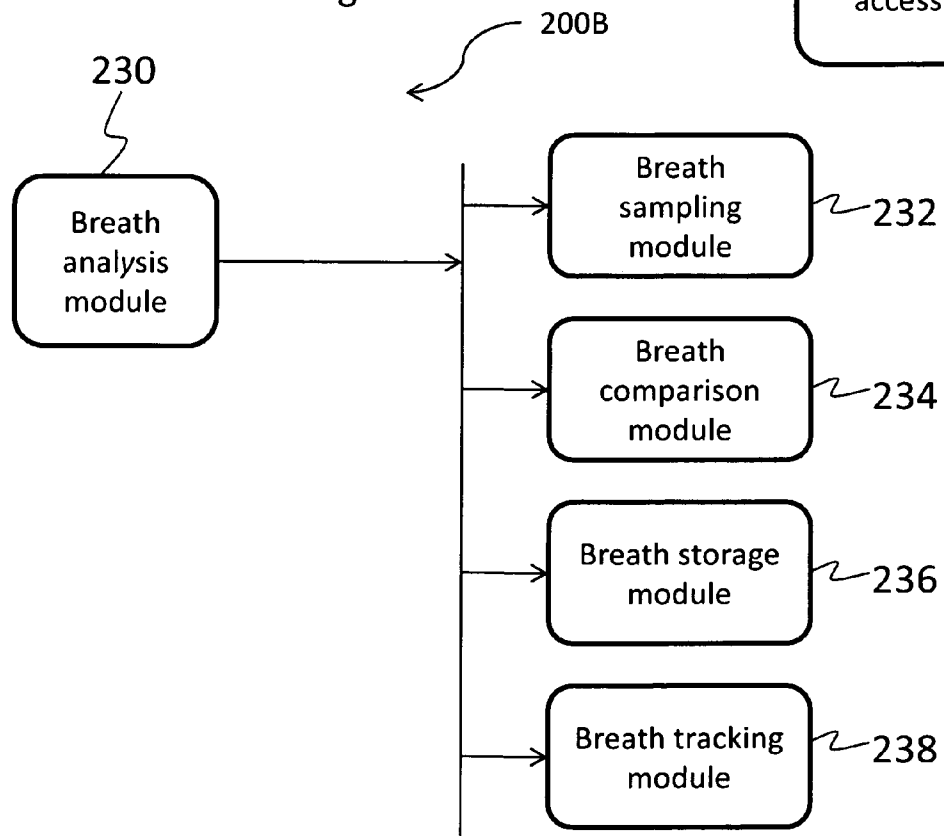 200B
access
230
Breath
analysis
module
Breath
sampling
module
232
Breath
comparison
module
234
Breath storage
module
236
Breath tracking
module
238